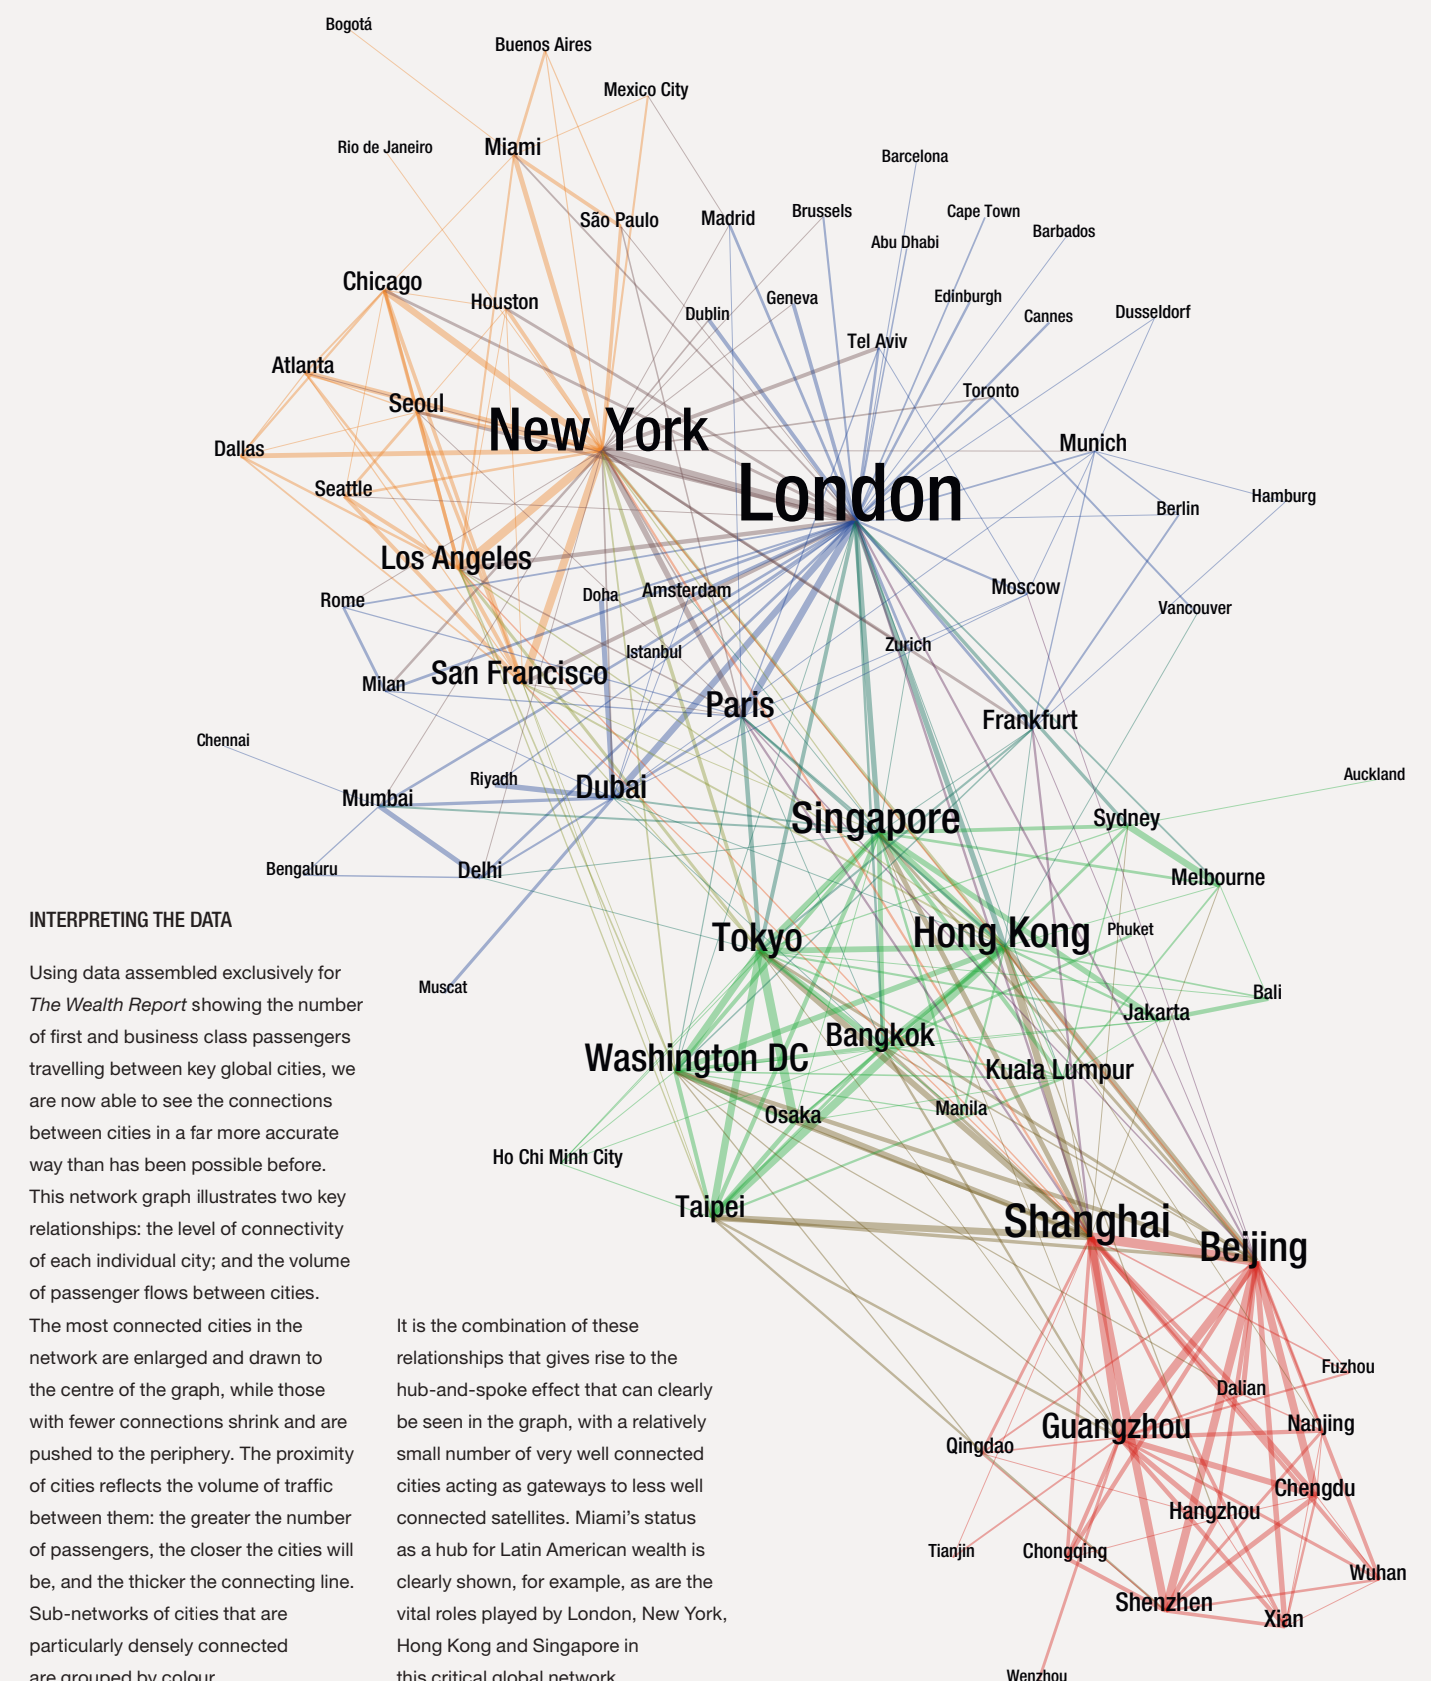 Bogotá
Buenos Aires
Mexico City
Rio de Janeiro
Miami
Barcelona
São Paulo
Madrid
Brussels
Cape Town
Abu Dhabi
Barbados
Chicago
Houston
Dublin
Geneva
Edinburgh
Cannes
Dusseldorf
Tel Aviv
Atlanta
Seoul
Toronto
New York
Dallas
Munich
Seattle
London
Hamburg
Berlin
Los Angeles
Rome
Doha
Amsterdam
Moscow
Vancouver
Istanbul
Zurich
Milan
San Francisco
Paris
Frankfurt
Chennai
Riyadh
Dubai
Auckland
Mumbai
Singapore
Sydney
Bengaluru
Delhi
Melbourne
Tokyo
Hong Kong
Phuket
Muscat
Bali
Jakarta
Bangkok
Washington DC
Kuala Lumpur
Osaka
Manila
Ho Chi Minh City
Taipei
Shanghai
Beijing
Fuzhou
Dalian
Guangzhou
Nanjing
Qingdao
Chengdu
Hangzhou
Tianjin
Chongqing
Wuhan
Shenzhen
Xian
Wenzhou
INTERPRETING THE DATA
Using data assembled exclusively for
The Wealth Report showing the number
of first and business class passengers
travelling between key global cities, we
are now able to see the connections
between cities in a far more accurate
way than has been possible before.
This network graph illustrates two key
relationships: the level of connectivity
of each individual city; and the volume
of passenger flows between cities.
The most connected cities in the
network are enlarged and drawn to
the centre of the graph, while those
with fewer connections shrink and are
pushed to the periphery. The proximity
of cities reflects the volume of traffic
between them: the greater the number
of passengers, the closer the cities will
be, and the thicker the connecting line.
Sub-networks of cities that are
particularly densely connected
are grouped by colour.
It is the combination of these
relationships that gives rise to the
hub-and-spoke effect that can clearly
be seen in the graph, with a relatively
small number of very well connected
cities acting as gateways to less well
connected satellites. Miami’s status
as a hub for Latin American wealth is
clearly shown, for example, as are the
vital roles played by London, New York,
Hong Kong and Singapore in
this critical global network.